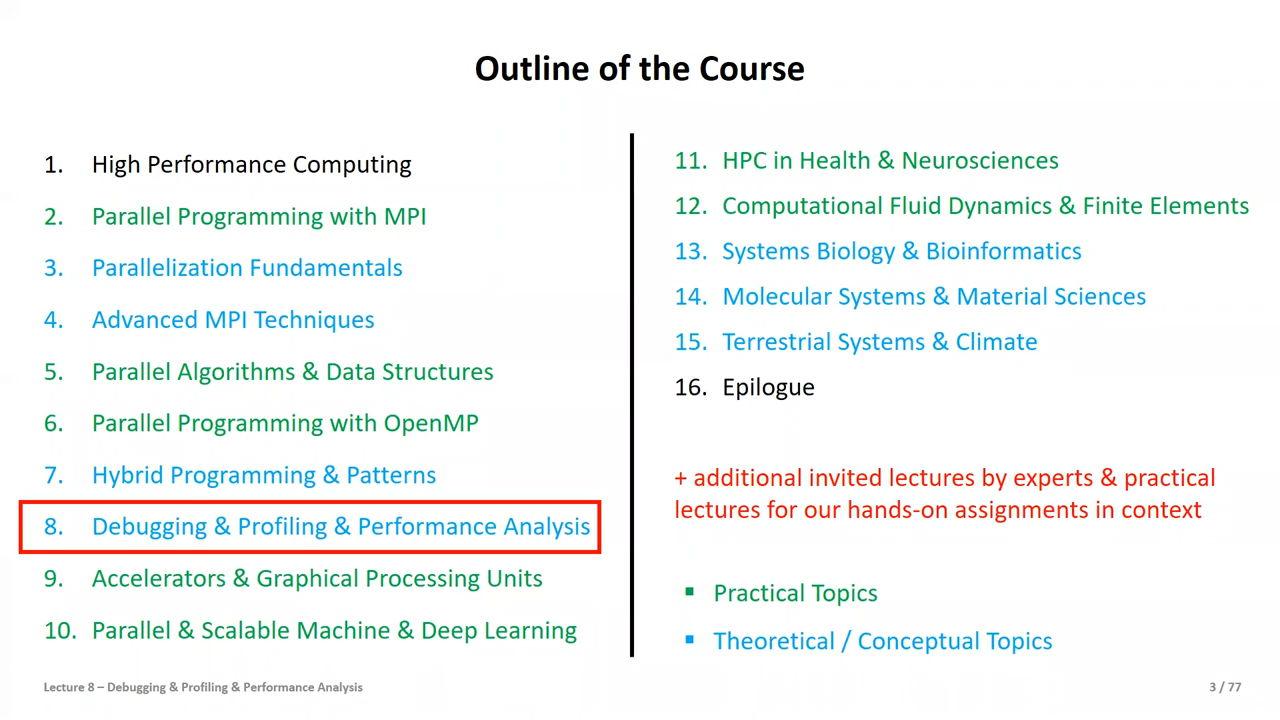 Outline of the Course
1. High Performance Computing
2. Parallel Programming with MPI
3. Parallelization Fundamentals
4. Advanced MPI Techniques
5. Parallel Algorithms & Data Structures
6. Parallel Programming with OpenMP
7. Hybrid Programming & Patterns
8. Debugging & Profiling & Performance Analysis
9. Accelerators & Graphical Processing Units
10. Parallel & Scalable Machine & Deep Learning
11. HPC in Health & Neurosciences
12. Computational Fluid Dynamics & Finite Elements
13. Systems Biology & Bioinformatics
14. Molecular Systems & Material Sciences
15. Terrestrial Systems & Climate
16. Epilogue
+ additional invited lectures by experts & practical
lectures for our hands-on assignments in context
▪ Practical Topics
▪ Theoretical / Conceptual Topics
Lecture 8 – Debugging & Profiling & Performance Analysis
3 / 77